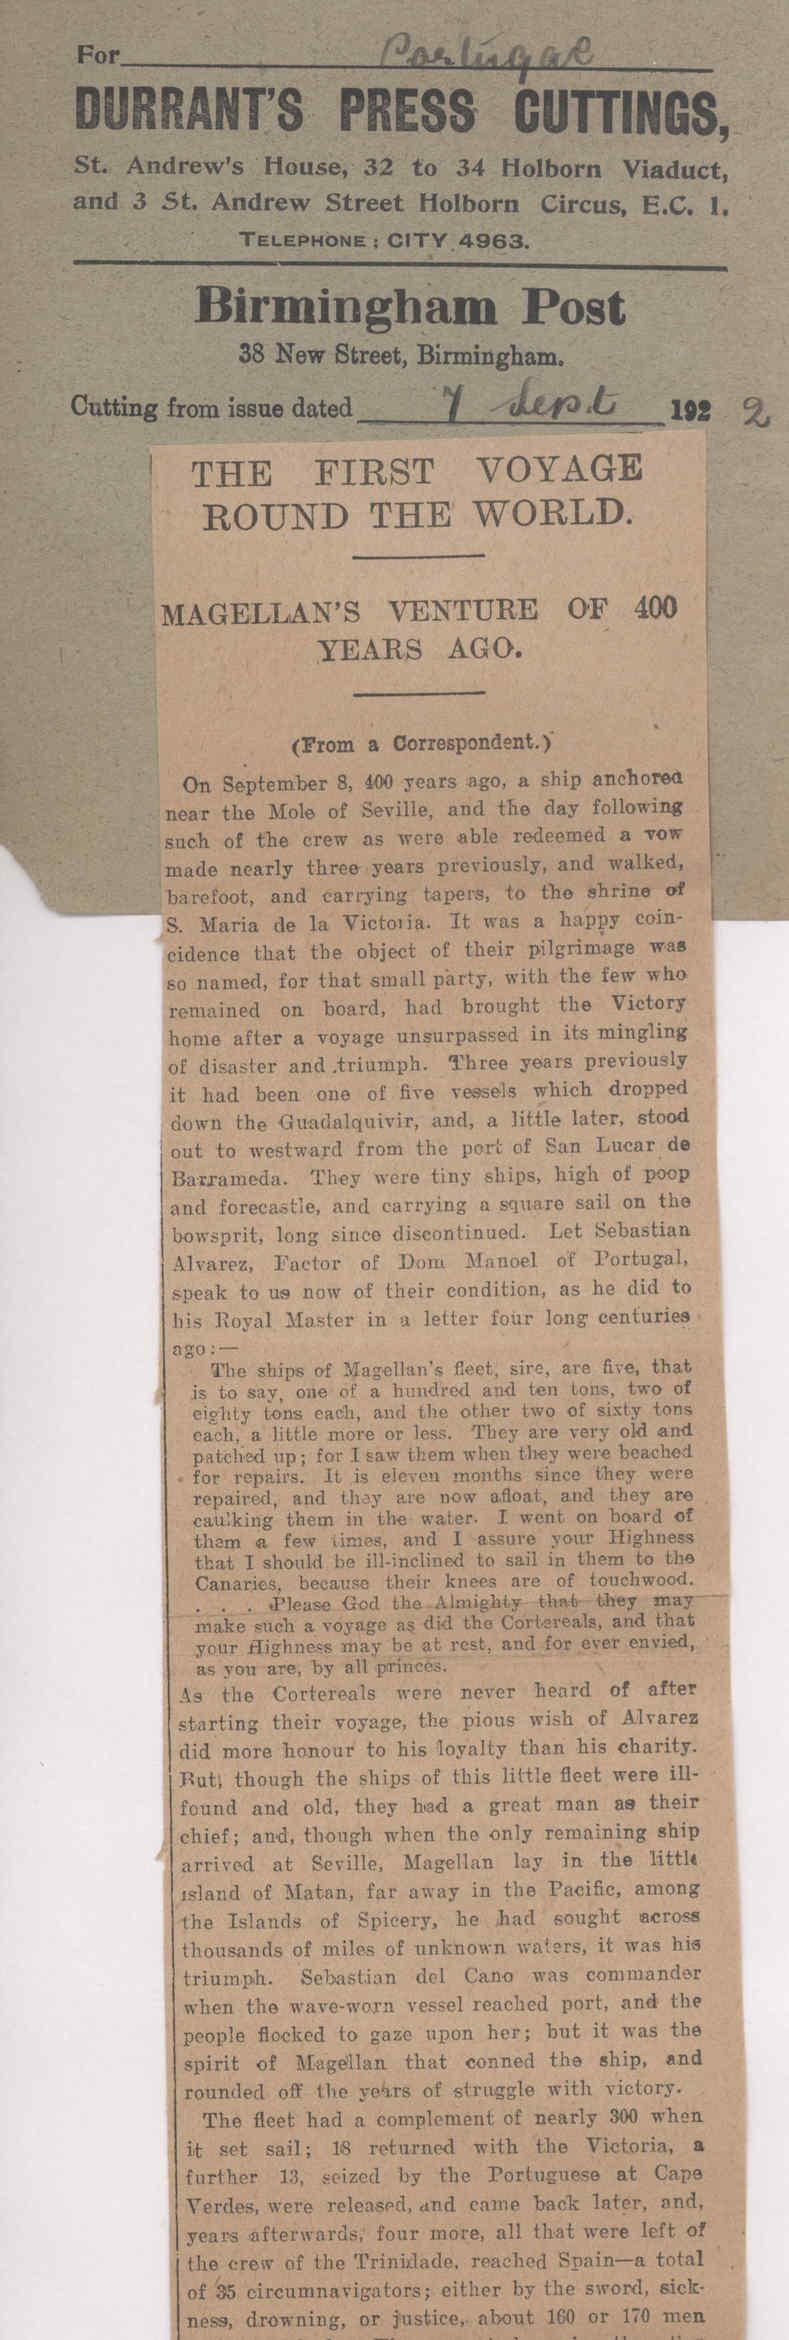 For Portugal
DURRANT'S PRESS CUTTINGS,
St. Andrew's House, 32 to 34 Holborn Viaduct,
and 3 St. Andrew Street Holborn Circus, E.C. 1.
TELEPHONE: CITY 4963.
Birmingham Post
38 New Street, Birmingham.
Cutting from issue dated 7 Sept 1922
THE FIRST VOYAGE
ROUND THE WORLD.
MAGELLAN'S VENTURE OF 400
YEARS AGO.
(From a Correspondent.)
On September 8, 400 years ago, a ship anchored
near the Mole of Seville, and the day following
such of the crew as were able redeemed a vow
made nearly three years previously, and walked,
barefoot, and carrying tapers, to the shrine of
S. Maria de la Victoria. It was a happy coin-
cidence that the object of their pilgrimage was
so named, for that small party, with the few who
remained on board, had brought the Victory
home after a voyage unsurpassed in its mingling
of disaster and triumph. Three years previously
it had been one of five vessels which dropped
down the Guadalquivir, and, a little later, stood
out to westward from the port of San Lucar de
Barrameda. They were tiny ships, high of poop
and forecastle, and carrying a square sail on the
bowsprit, long since discontinued. Let Sebastian
Alvarez, Factor of Dom Manoel of Portugal,
speak to us now of their condition, as he did to
his Royal Master in a letter four long centuries
ago:—
The ships of Magellan's fleet, sire, are five, that
is to say, one of a hundred and ten tons, two of
eighty tons each, and the other two of sixty tons
each, a little more or less. They are very old and
patched up; for I saw them when they were beached
for repairs. It is eleven months since they were
repaired, and they are now afloat, and they are
caulking them in the water. I went on board of
them a few times, and I assure your Highness
that I should be ill-inclined to sail in them to the
Canaries, because their knees are of touchwood.
. . . Please God the Almighty that they may
make such a voyage as did the Cortereals, and that
your Highness may be at rest, and for ever envied,
as you are, by all princes.
As the Cortereals were never heard of after
starting their voyage, the pious wish of Alvarez
did more honour to his loyalty than his charity.
But, though the ships of this little fleet were ill-
found and old, they had a great man as their
chief; and, though when the only remaining ship
arrived at Seville, Magellan lay in the little
island of Matan, far away in the Pacific, among
the Islands of Spicery, he had sought across
thousands of miles of unknown waters, it was his
triumph. Sebastian del Cano was commander
when the wave-worn vessel reached port, and the
people flocked to gaze upon her; but it was the
spirit of Magellan that conned the ship, and
rounded off the years of struggle with victory.
The fleet had a complement of nearly 300 when
it set sail; 18 returned with the Victoria, a
further 13, seized by the Portuguese at Cape
Verdes, were released, and came back later, and,
years afterwards, four more, all that were left of
the crew of the Trinidade, reached Spain—a total
of 35 circumnavigators; either by the sword, sick-
ness, drowning, or justice, about 160 or 170 men